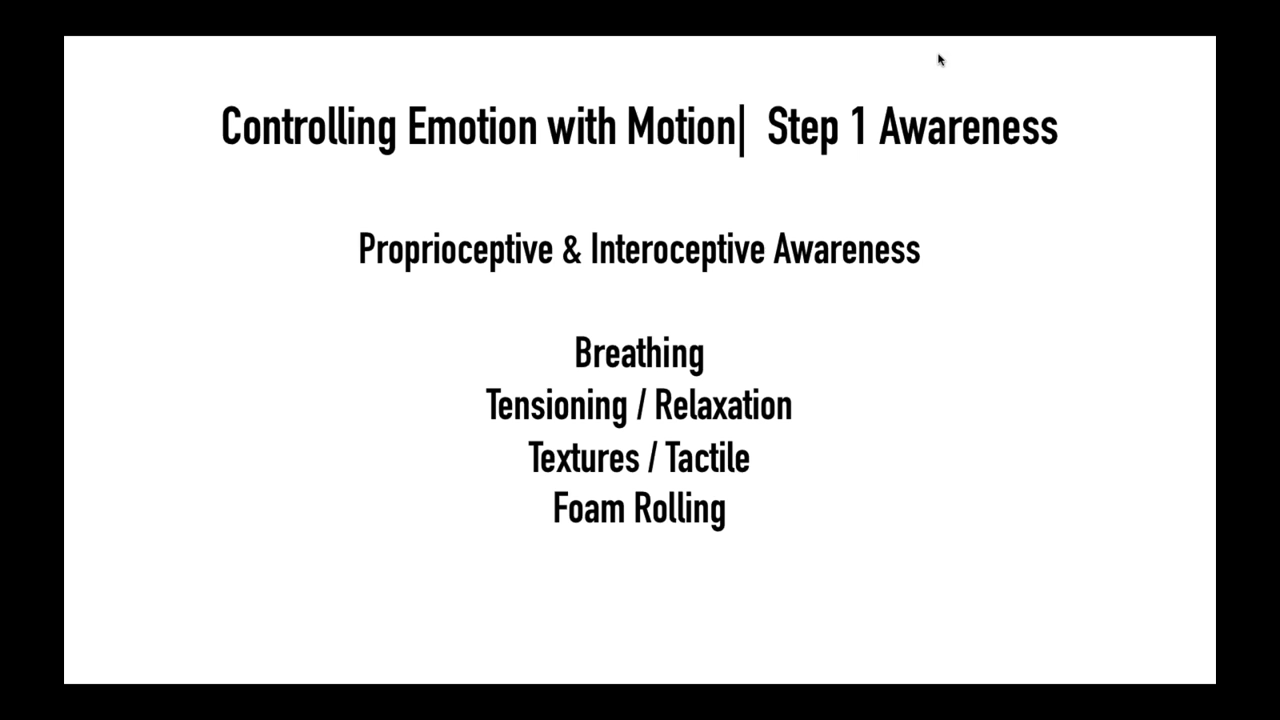 Controlling Emotion with Motion| Step 1 Awareness
Proprioceptive & Interoceptive Awareness
Breathing
Tensioning / Relaxation
Textures / Tactile
Foam Rolling